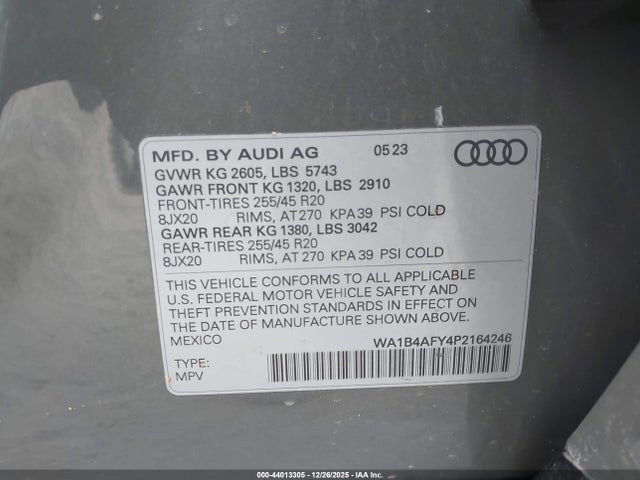 MFD. BY AUDI AG 05 23
GVWR KG 2605, LBS 5743
GAWR FRONT KG 1320, LBS 2910
FRONT-TIRES 255/45 R20
8JX20 RIMS, AT 270 KPA 39 PSI COLD
GAWR REAR KG 1380, LBS 3042
REAR-TIRES 255/45 R20
8JX20 RIMS, AT 270 KPA 39 PSI COLD
THIS VEHICLE CONFORMS TO ALL APPLICABLE
U.S. FEDERAL MOTOR VEHICLE SAFETY AND
THEFT PREVENTION STANDARDS IN EFFECT ON
THE DATE OF MANUFACTURE SHOWN ABOVE.
MEXICO WA1B4AFY4P2164246
TYPE:
MPV
000-44013305 - 12/26/2025 - IAAI.COM